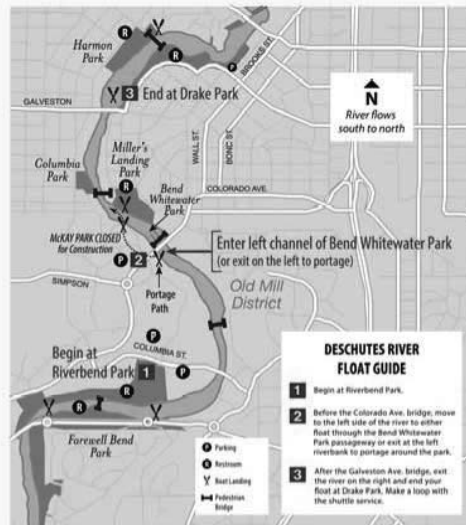 Harmon
Park
R
R
P
BROOKS ST.
N
River flows
south to north
GALVESTON
3 End at Drake Park
WALL ST.
BOND ST.
Miller's
Landing
Park
R
Columbia
Park
Bend
Whitewater
Park
COLORADO AVE.
McKAY PARK CLOSED
for Construction
P 2
Enter left channel of Bend Whitewater Park
(or exit on the left to portage)
SIMPSON
Portage
Path
Old Mill
District
P
COLUMBIA ST.
P
Begin at
Riverbend Park
1
R
R
Farewell Bend
Park
P Parking
R Restroom
Boat Landing
Pedestrian
Bridge
DESCHUTES RIVER
FLOAT GUIDE
1 Begin at Riverbend Park.
2 Before the Colorado Ave. bridge, move
to the left side of the river to either
float through the Bend Whitewater
Park passageway or exit at the left
riverbank to portage around the park.
3 After the Galveston Ave. bridge, exit
the river on the right and end your
float at Drake Park. Make a loop with
the shuttle service.